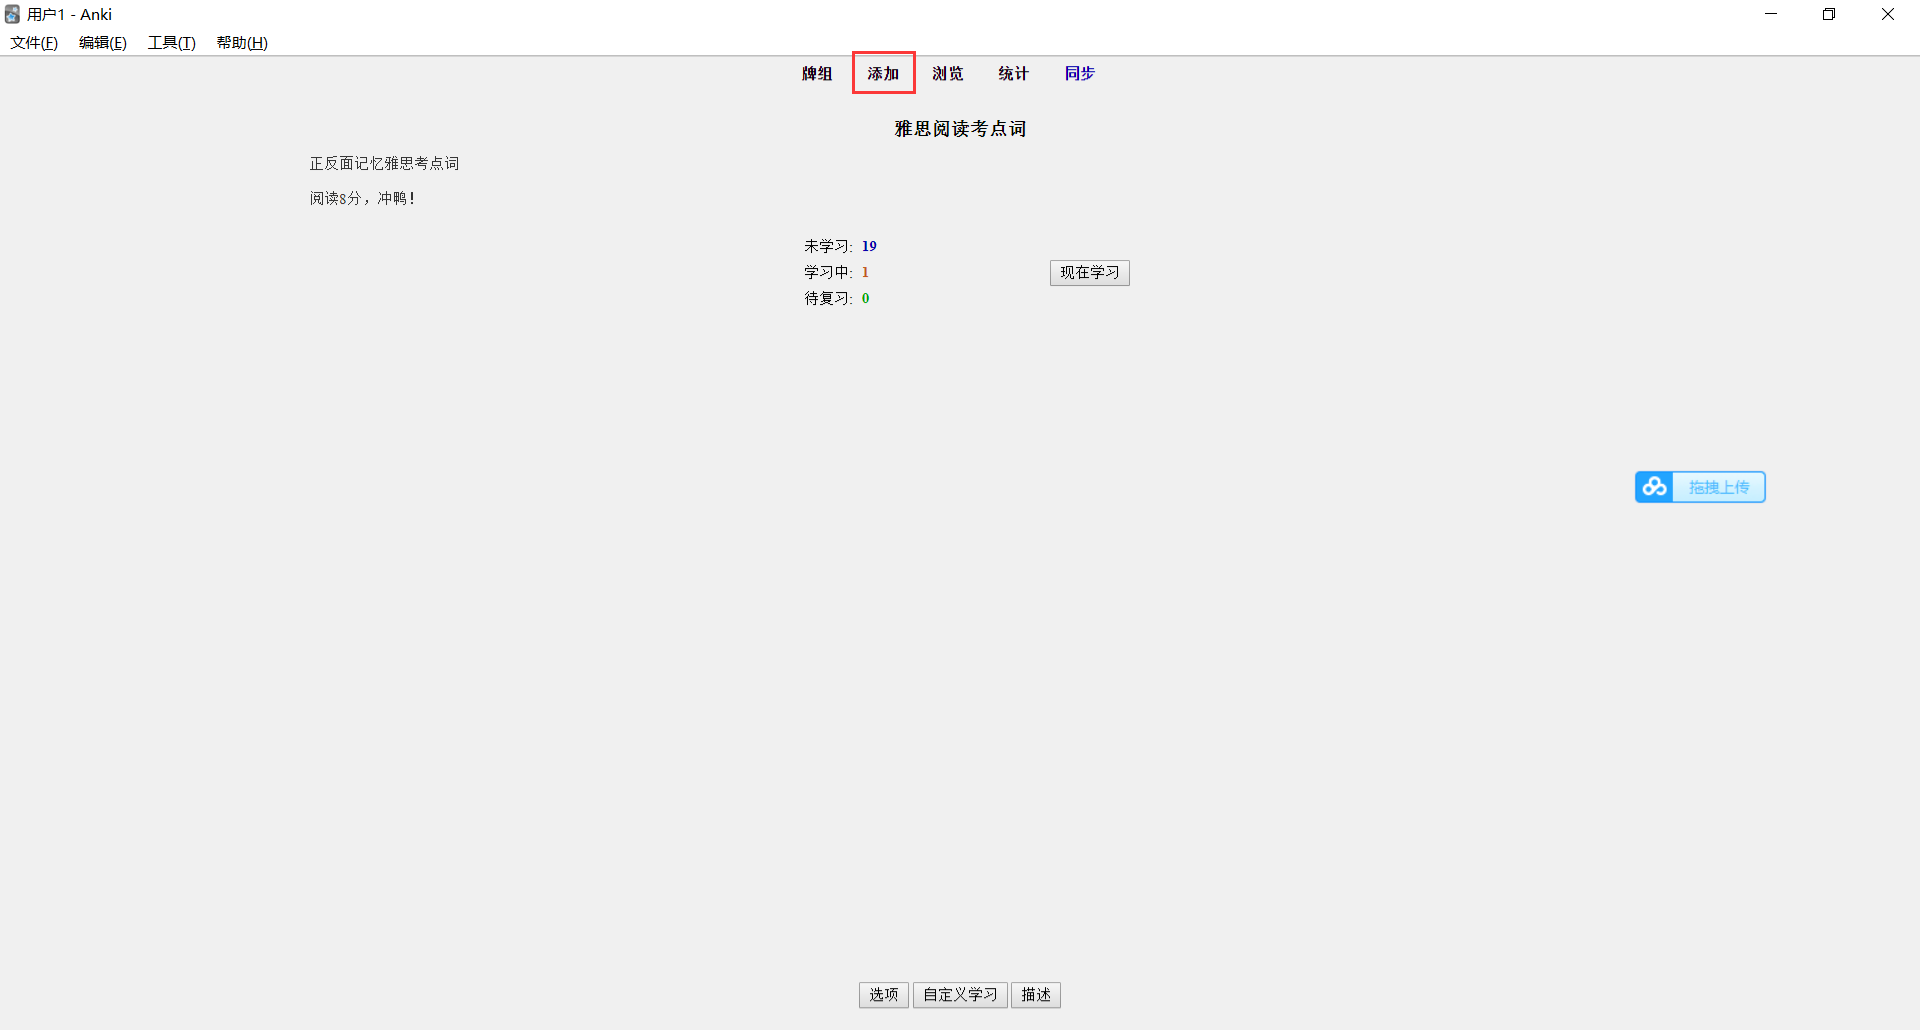 用户1 - Anki
文件(F) 编辑(E) 工具(T) 帮助(H)
牌组 添加 浏览 统计 同步
雅思阅读考点词
正反面记忆雅思考点词
阅读8分，冲鸭！
未学习: 19
学习中: 1
现在学习
待复习: 0
拖拽上传
选项 自定义学习 描述